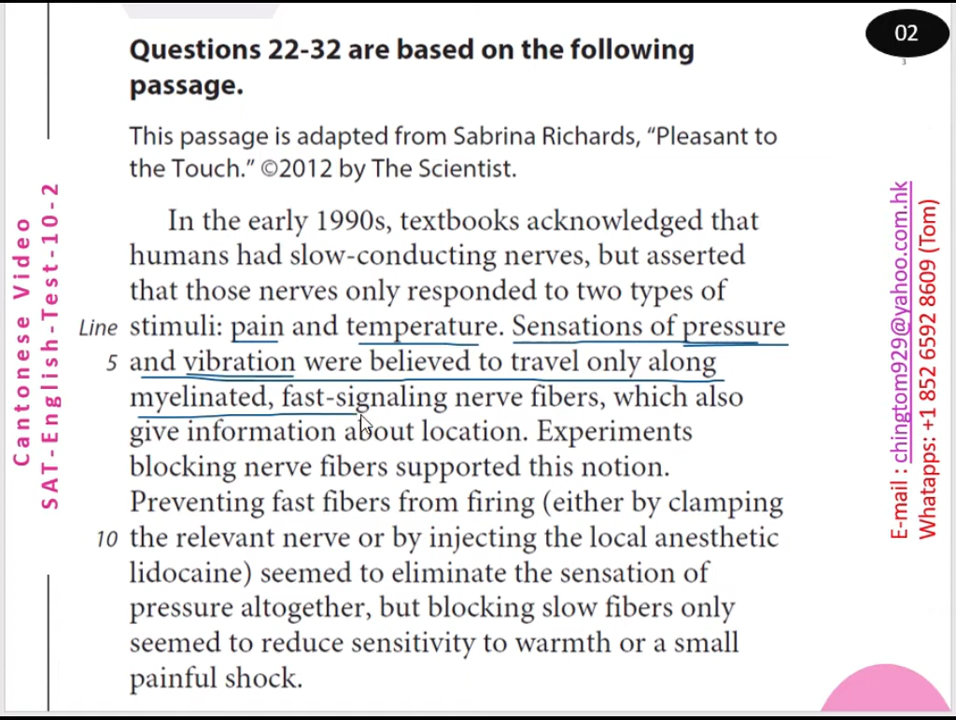 02
3
Questions 22-32 are based on the following
passage.
This passage is adapted from Sabrina Richards, “Pleasant to
the Touch.” ©2012 by The Scientist.
In the early 1990s, textbooks acknowledged that
humans had slow-conducting nerves, but asserted
that those nerves only responded to two types of
Line stimuli: pain and temperature. Sensations of pressure
5 and vibration were believed to travel only along
myelinated, fast-signaling nerve fibers, which also
give information about location. Experiments
blocking nerve fibers supported this notion.
Preventing fast fibers from firing (either by clamping
10 the relevant nerve or by injecting the local anesthetic
lidocaine) seemed to eliminate the sensation of
pressure altogether, but blocking slow fibers only
seemed to reduce sensitivity to warmth or a small
painful shock.
Cantonese Video
SAT-English-Test-10-2
E-mail : chingtom929@yahoo.com.hk
Whatapps: +1 852 6592 8609 (Tom)